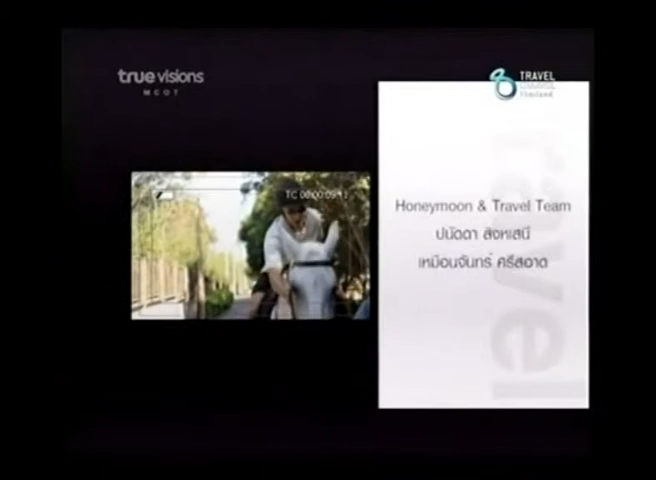 true visions
MCOT
TRAVEL
CHANNEL
Thailand
TC 00:00:09:13
Honeymoon & Travel Team
ปนัดดา สิงหเสนี
เหมือนจันทร์ ศรีสอาด
Travel